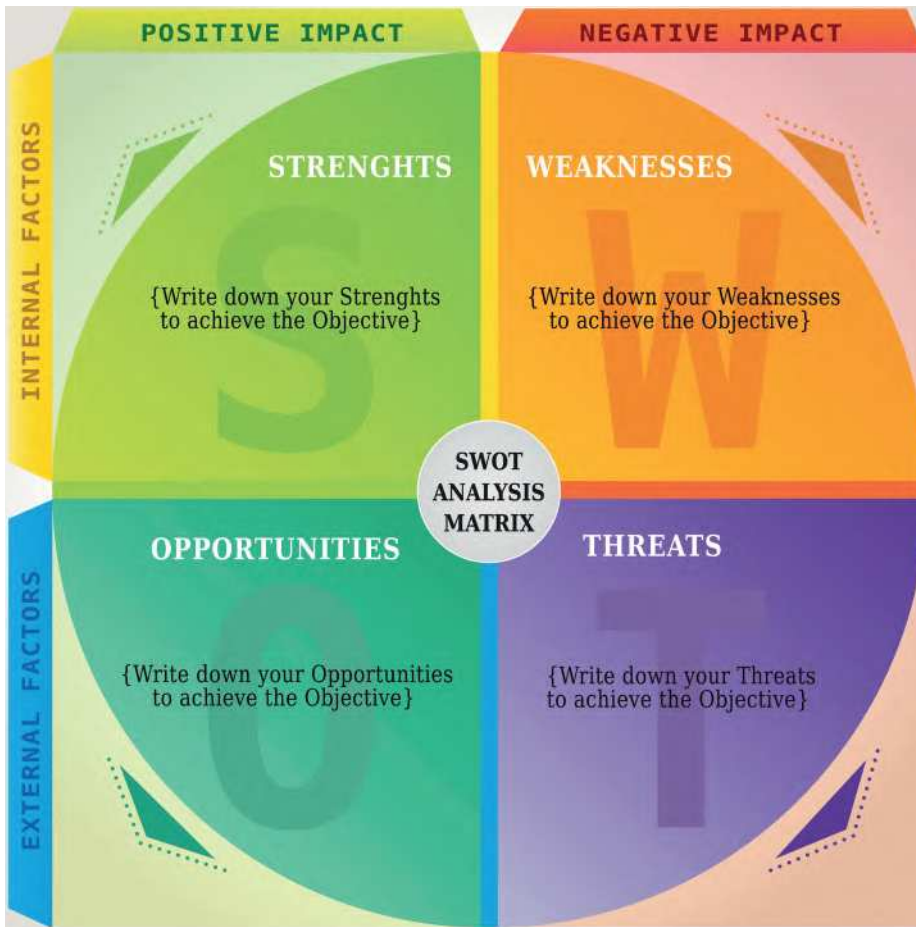 POSITIVE IMPACT
NEGATIVE IMPACT
INTERNAL FACTORS
STRENGHTS
S
{Write down your Strenghts
to achieve the Objective}
WEAKNESSES
W
{Write down your Weaknesses
to achieve the Objective}
SWOT
ANALYSIS
MATRIX
EXTERNAL FACTORS
OPPORTUNITIES
O
{Write down your Opportunities
to achieve the Objective}
THREATS
T
{Write down your Threats
to achieve the Objective}